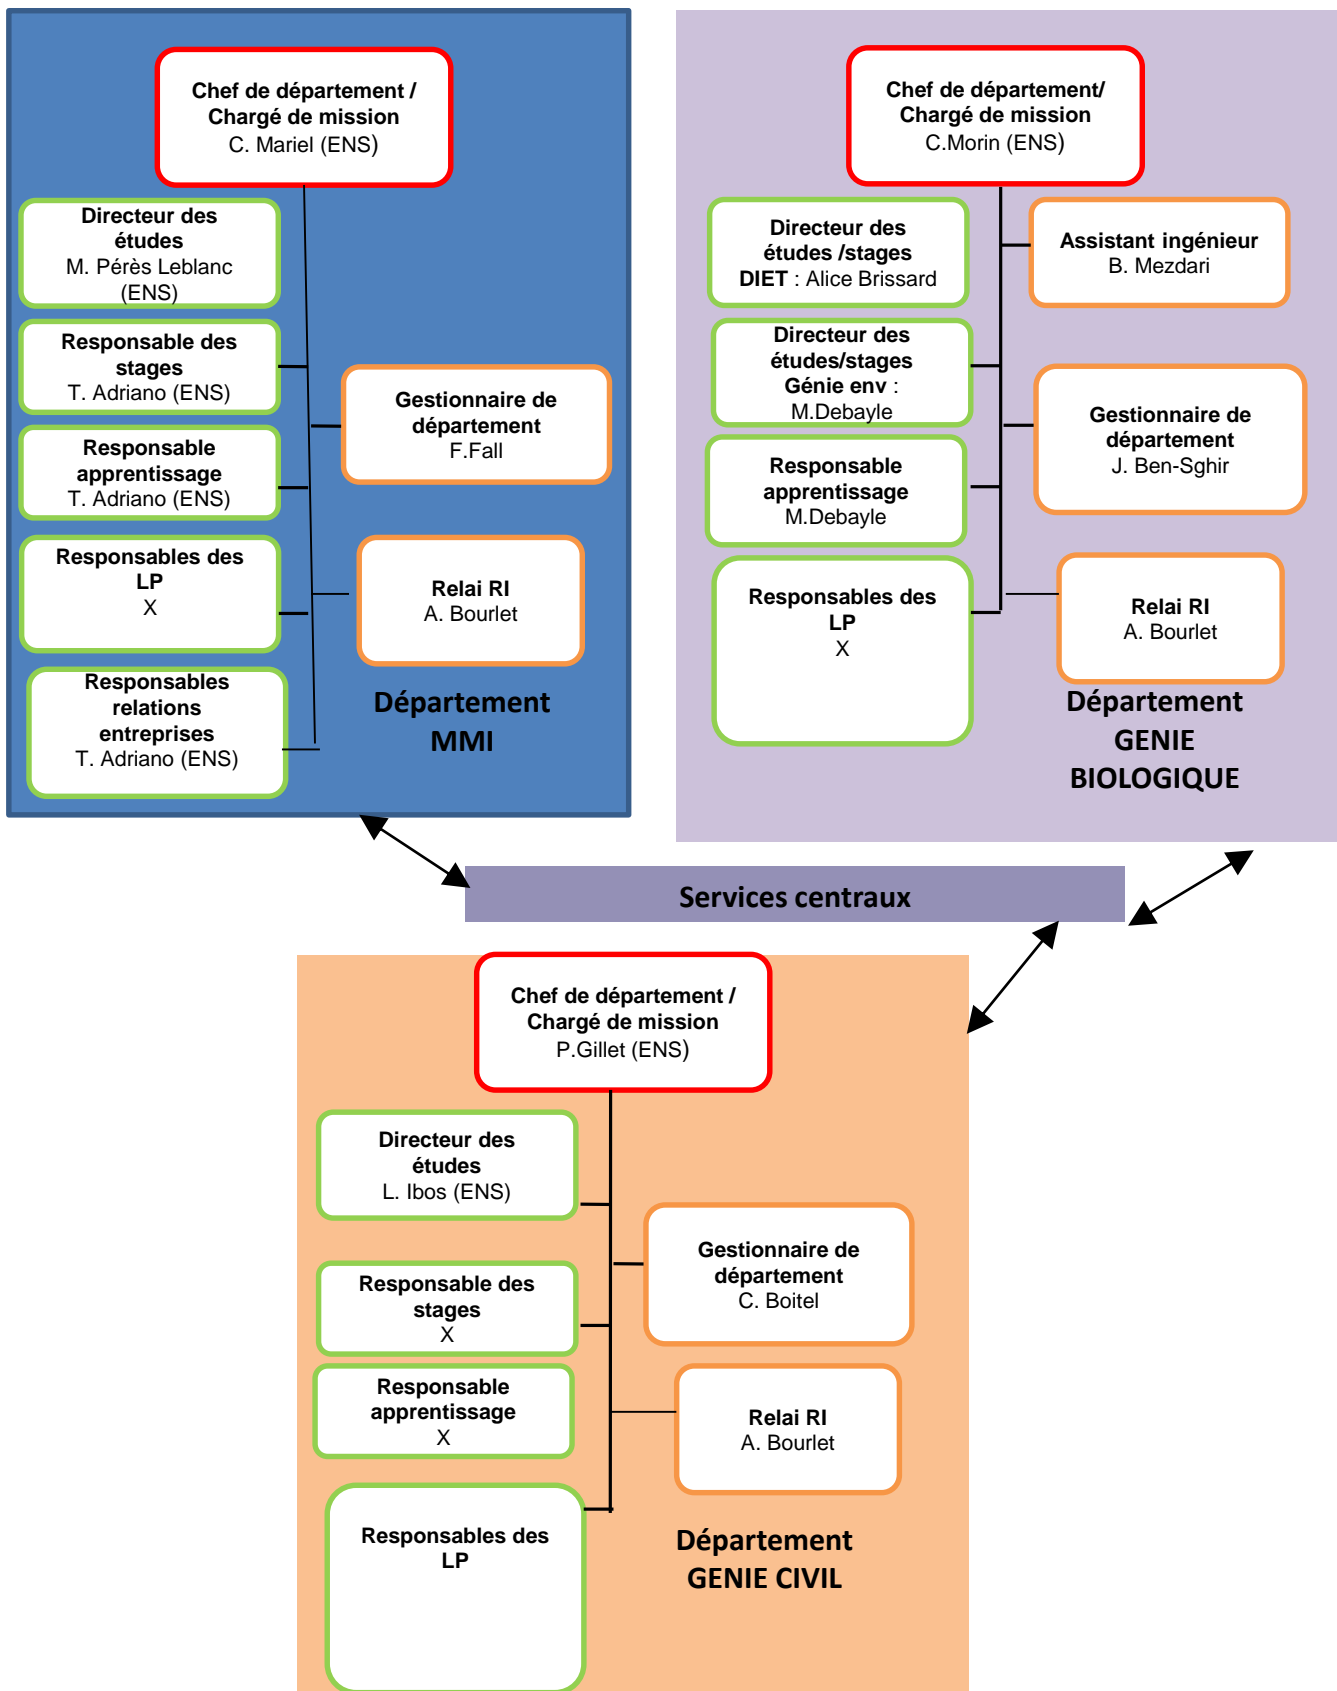 Chef de département /
Chargé de mission
C. Mariel (ENS)
Directeur des
études
M. Pérès Leblanc
(ENS)
Responsable des
stages
T. Adriano (ENS)
Responsable
apprentissage
T. Adriano (ENS)
Responsables des
LP
X
Responsables
relations
entreprises
T. Adriano (ENS)
Gestionnaire de
département
F.Fall
Relai RI
A. Bourlet
Département
MMI
Chef de département/
Chargé de mission
C.Morin (ENS)
Directeur des
études /stages
DIET : Alice Brissard
Directeur des
études/stages
Génie env :
M.Debayle
Responsable
apprentissage
M.Debayle
Responsables des
LP
X
Assistant ingénieur
B. Mezdari
Gestionnaire de
département
J. Ben-Sghir
Relai RI
A. Bourlet
Département
GENIE
BIOLOGIQUE
Services centraux
Chef de département /
Chargé de mission
P.Gillet (ENS)
Directeur des
études
L. Ibos (ENS)
Responsable des
stages
X
Responsable
apprentissage
X
Responsables des
LP
Gestionnaire de
département
C. Boitel
Relai RI
A. Bourlet
Département
GENIE CIVIL